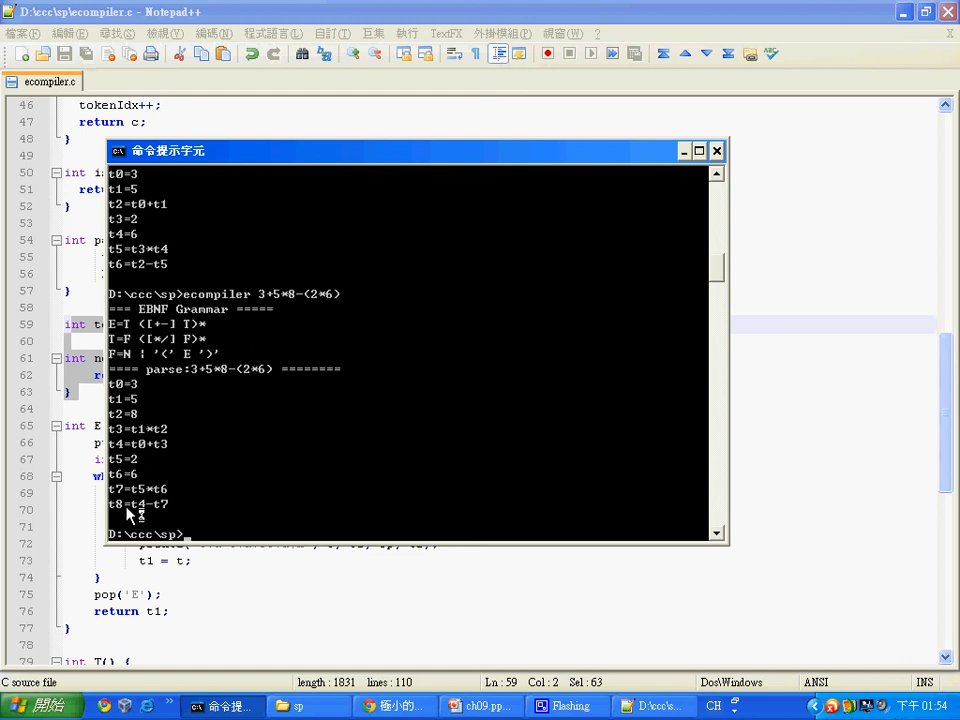 D:\ccc\sp\ecompiler.c - Notepad++
檔案(F) 編輯(E) 尋找(S) 檢視(V) 編碼(N) 程式語言(L) 自訂(T) 巨集 執行 TextFX 外掛模組(P) 視窗(W) ? X
ecompiler.c
46 tokenIdx++;
47 return c;
48 }
49
50 int i
51 ret
52 }
53
54 int p
55
56
57 }
58
59 int t
60
61 int n
62 r
63 }
64
65 int E
66 p
67 i
68 w
69
70
71
72
73 t1 = t;
74 }
75 pop('E');
76 return t1;
77 }
78
79 int T() {
命令提示字元
t0=3
t1=5
t2=t0+t1
t3=2
t4=6
t5=t3*t4
t6=t2-t5
D:\ccc\sp>ecompiler 3+5*8-(2*6)
=== EBNF Grammar =====
E=T ([+-] T)*
T=F ([*/] F)*
F=N | '(' E ')'
==== parse:3+5*8-(2*6) ========
t0=3
t1=5
t2=8
t3=t1*t2
t4=t0+t3
t5=2
t6=6
t7=t5*t6
t8=t4-t7
D:\ccc\sp>_
C source file length : 1831 lines : 110 Ln : 59 Col : 2 Sel : 63 Dos\Windows ANSI INS
開始 命令提... sp 極小的... ch09.pp... Flashing D:\ccc\s... CH 下午 01:54